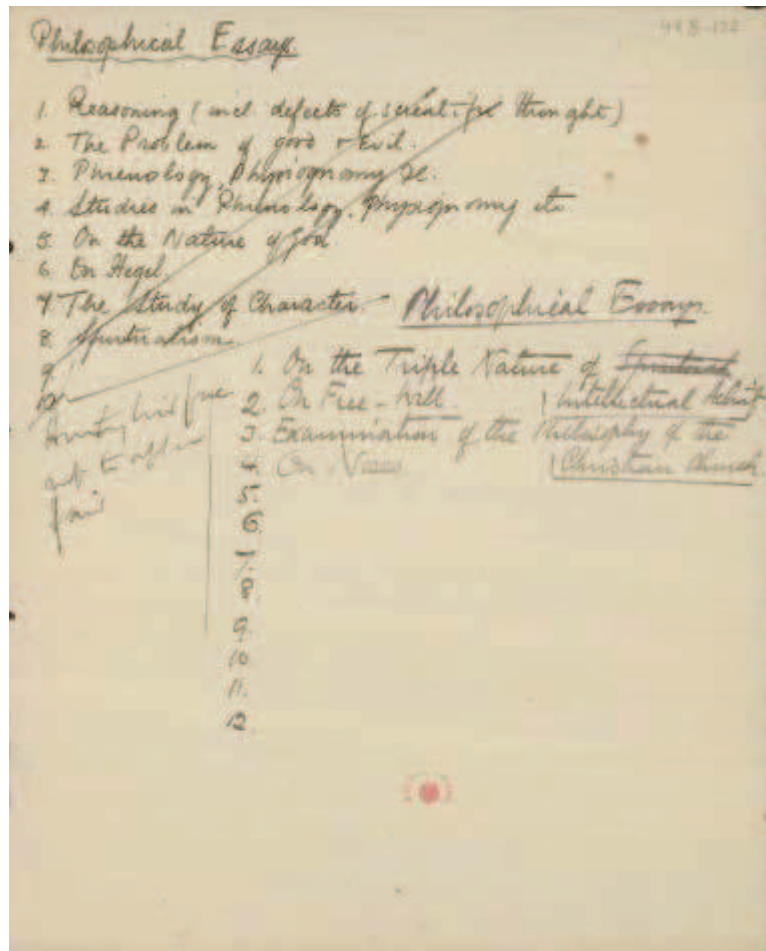 Philosophical Essays.
1. Reasoning (incl defects of scientific thought)
2. The Problem of good + Evil.
3. Phrenology, Physiognomy &c.
4. Studies in Phrenology, Physiognomy etc
5. On the Nature of God
6. On Hegel.
7. The Study of Character.
8. Spiritualism.
9
10
Philosophical Essays.
1. On the Triple Nature of Spiritual
Intellectual Activity
2. On Free-Will
3. Examination of the Philosophy of the
Christian Church
4. On
5.
6.
7.
8.
9.
10.
11.
12.